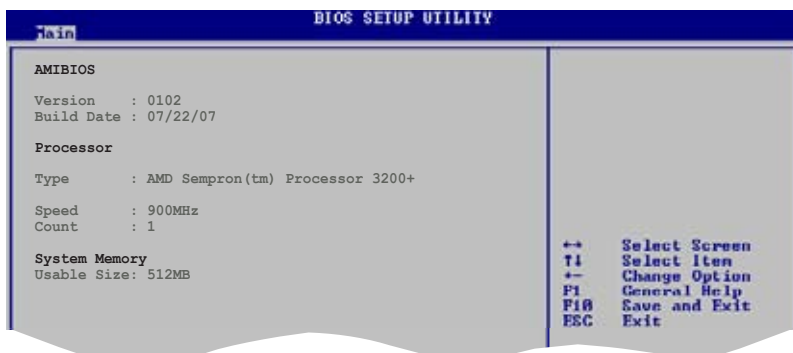 BIOS SETUP UTILITY
Main
AMIBIOS
Version : 0102
Build Date : 07/22/07
Processor
Type : AMD Sempron(tm) Processor 3200+
Speed : 900MHz
Count : 1
System Memory
Usable Size: 512MB
↔ Select Screen
↑↓ Select Item
+- Change Option
F1 General Help
F10 Save and Exit
ESC Exit